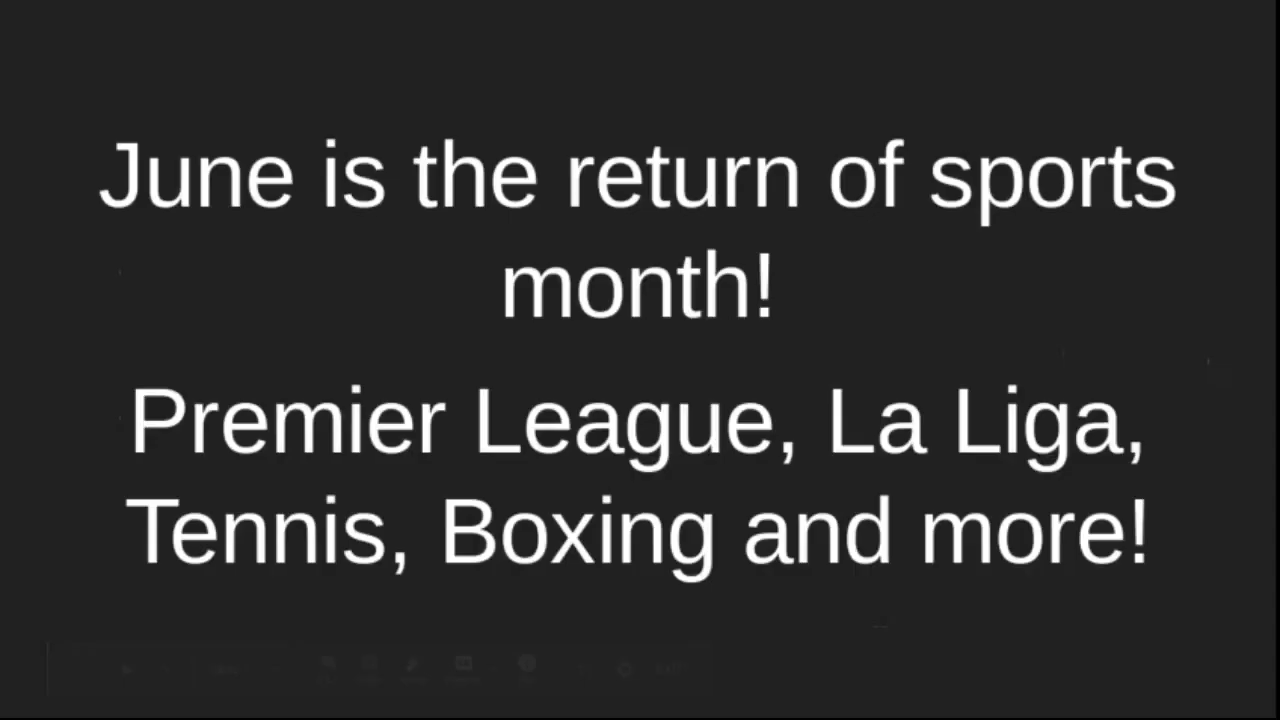 June is the return of sports
month!
Premier League, La Liga,
Tennis, Boxing and more!